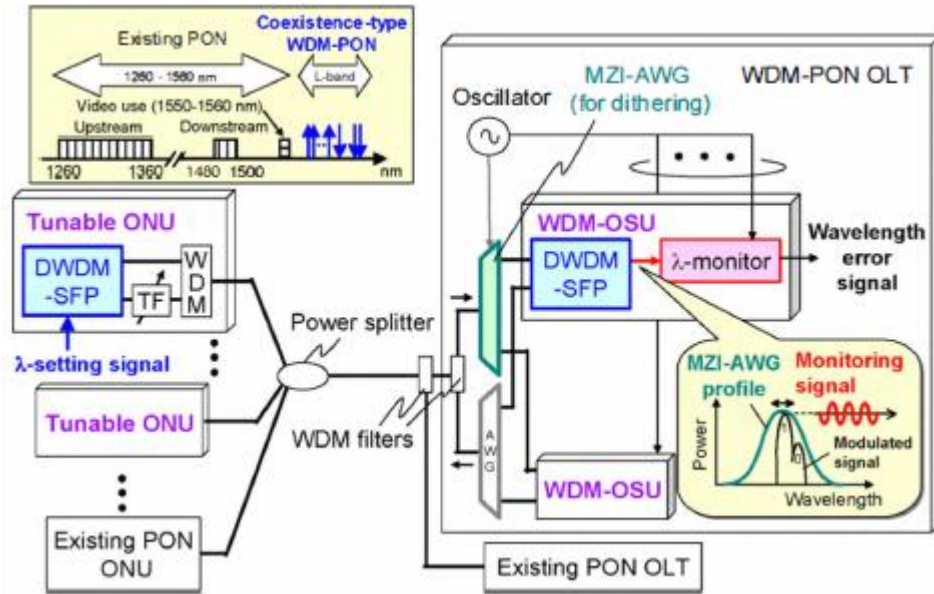 Existing PON
Coexistence-type
WDM-PON
1260 - 1580 nm
L-band
Video use (1550-1560 nm)
Upstream
Downstream
1260
1360
1480
1500
nm
MZI-AWG
(for dithering)
WDM-PON OLT
Oscillator
Tunable ONU
DWDM
-SFP
TF
W
D
M
λ-setting signal
Tunable ONU
Existing PON
ONU
Power splitter
WDM filters
WDM-OSU
DWDM
-SFP
λ-monitor
Wavelength
error
signal
A
W
G
WDM-OSU
MZI-AWG
profile
Monitoring
signal
Power
1
0
Modulated
signal
Wavelength
Existing PON OLT